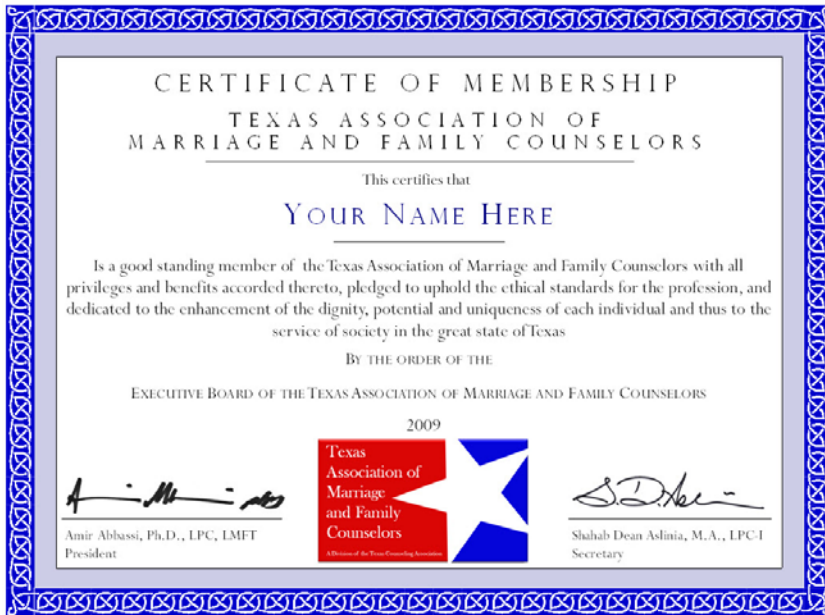 CERTIFICATE OF MEMBERSHIP
TEXAS ASSOCIATION OF
MARRIAGE AND FAMILY COUNSELORS
This certifies that
YOUR NAME HERE
Is a good standing member of the Texas Association of Marriage and Family Counselors with all
privileges and benefits accorded thereto, pledged to uphold the ethical standards for the profession, and
dedicated to the enhancement of the dignity, potential and uniqueness of each individual and thus to the
service of society in the great state of Texas
BY THE ORDER OF THE
EXECUTIVE BOARD OF THE TEXAS ASSOCIATION OF MARRIAGE AND FAMILY COUNSELORS
2009
Texas
Association of
Marriage
and Family
Counselors
A Division of the Texas Counseling Association
Amir Abbassi, Ph.D., LPC, LMFT
President
Shahab Dean Aslinia, M.A., LPC-I
Secretary